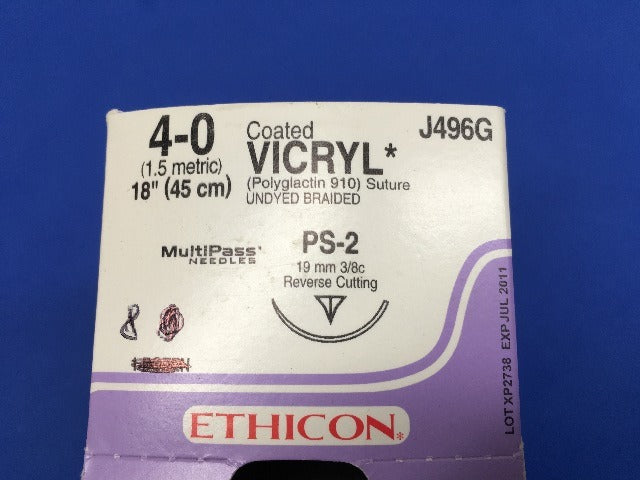 4-0
(1.5 metric)
18" (45 cm)
Coated
VICRYL*
(Polyglactin 910) Suture
UNDYED BRAIDED
J496G
MultiPass*
NEEDLES
PS-2
19 mm 3/8c
Reverse Cutting
8
ETHICON*
LOT XP2738 EXP JUL 2011